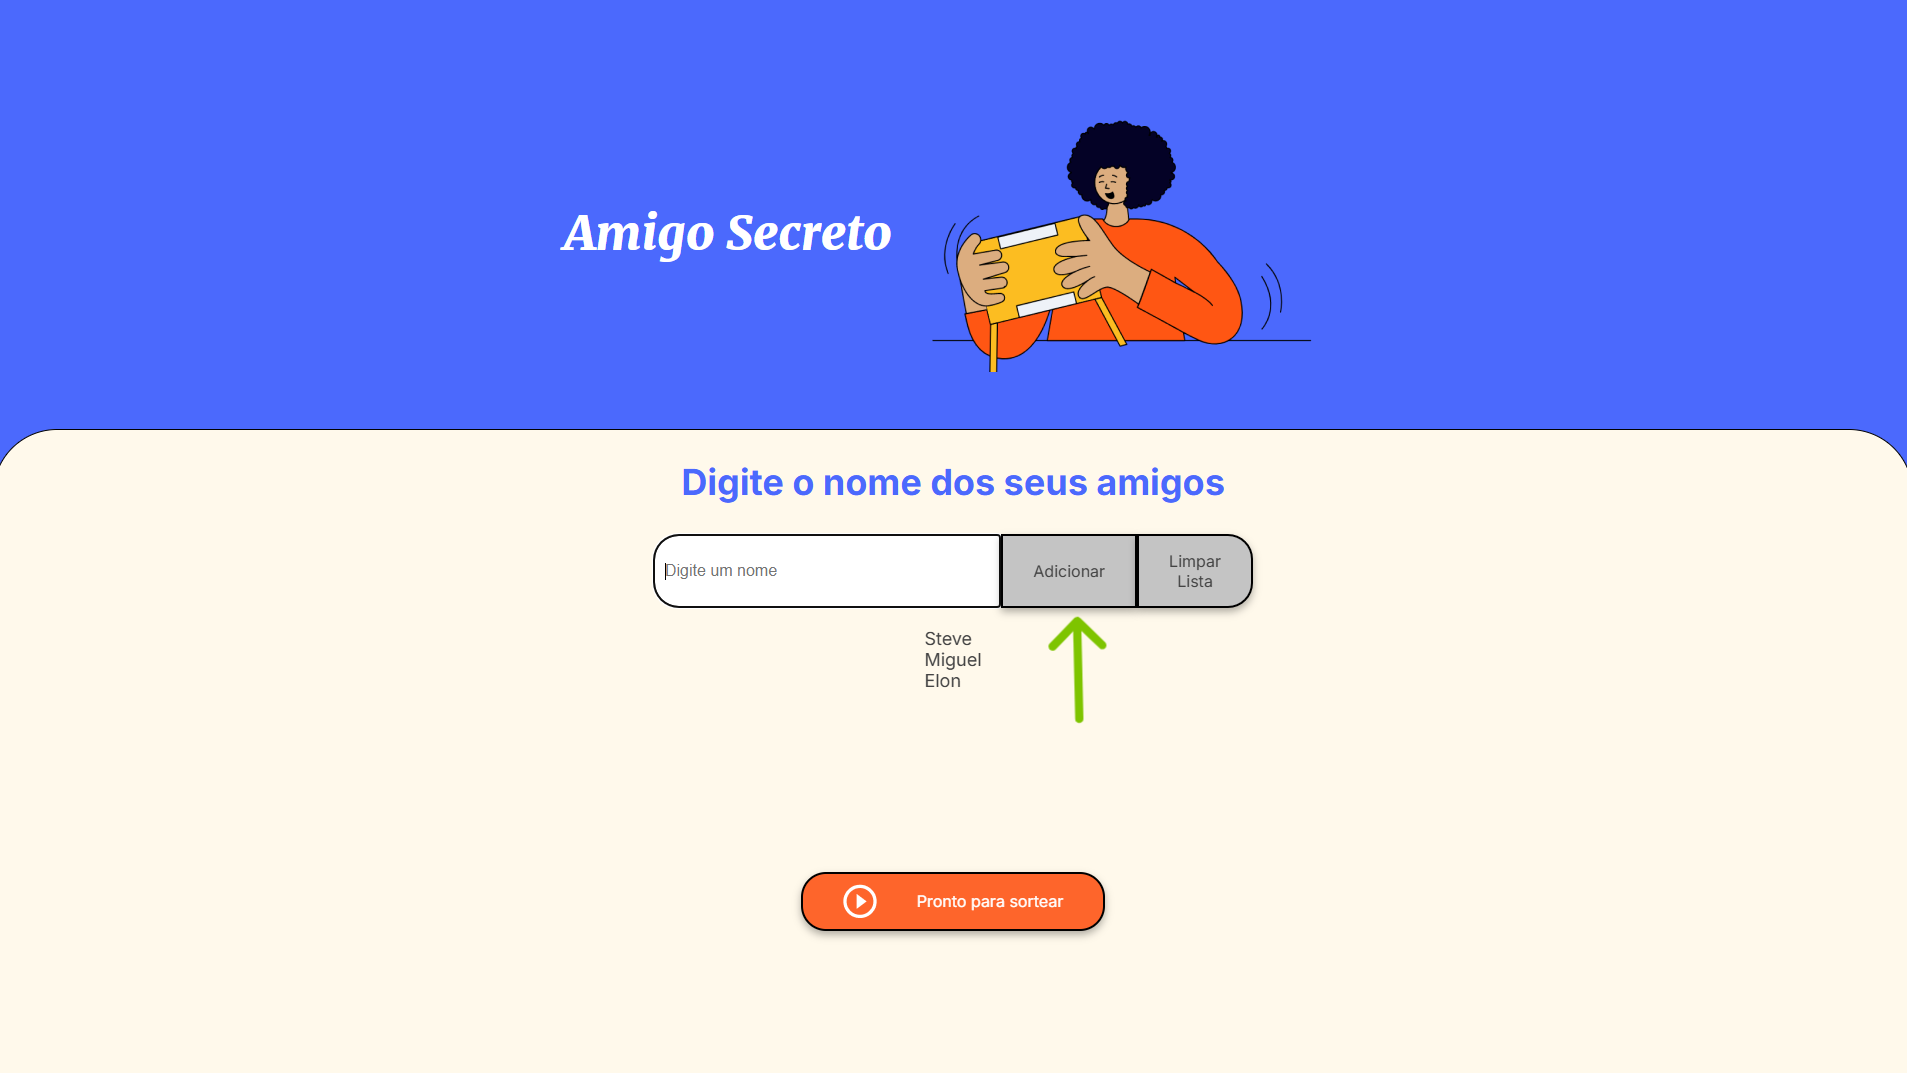 Amigo Secreto
Digite o nome dos seus amigos
Digite um nome
Adicionar
Limpar
Lista
Steve
Miguel
Elon
Pronto para sortear